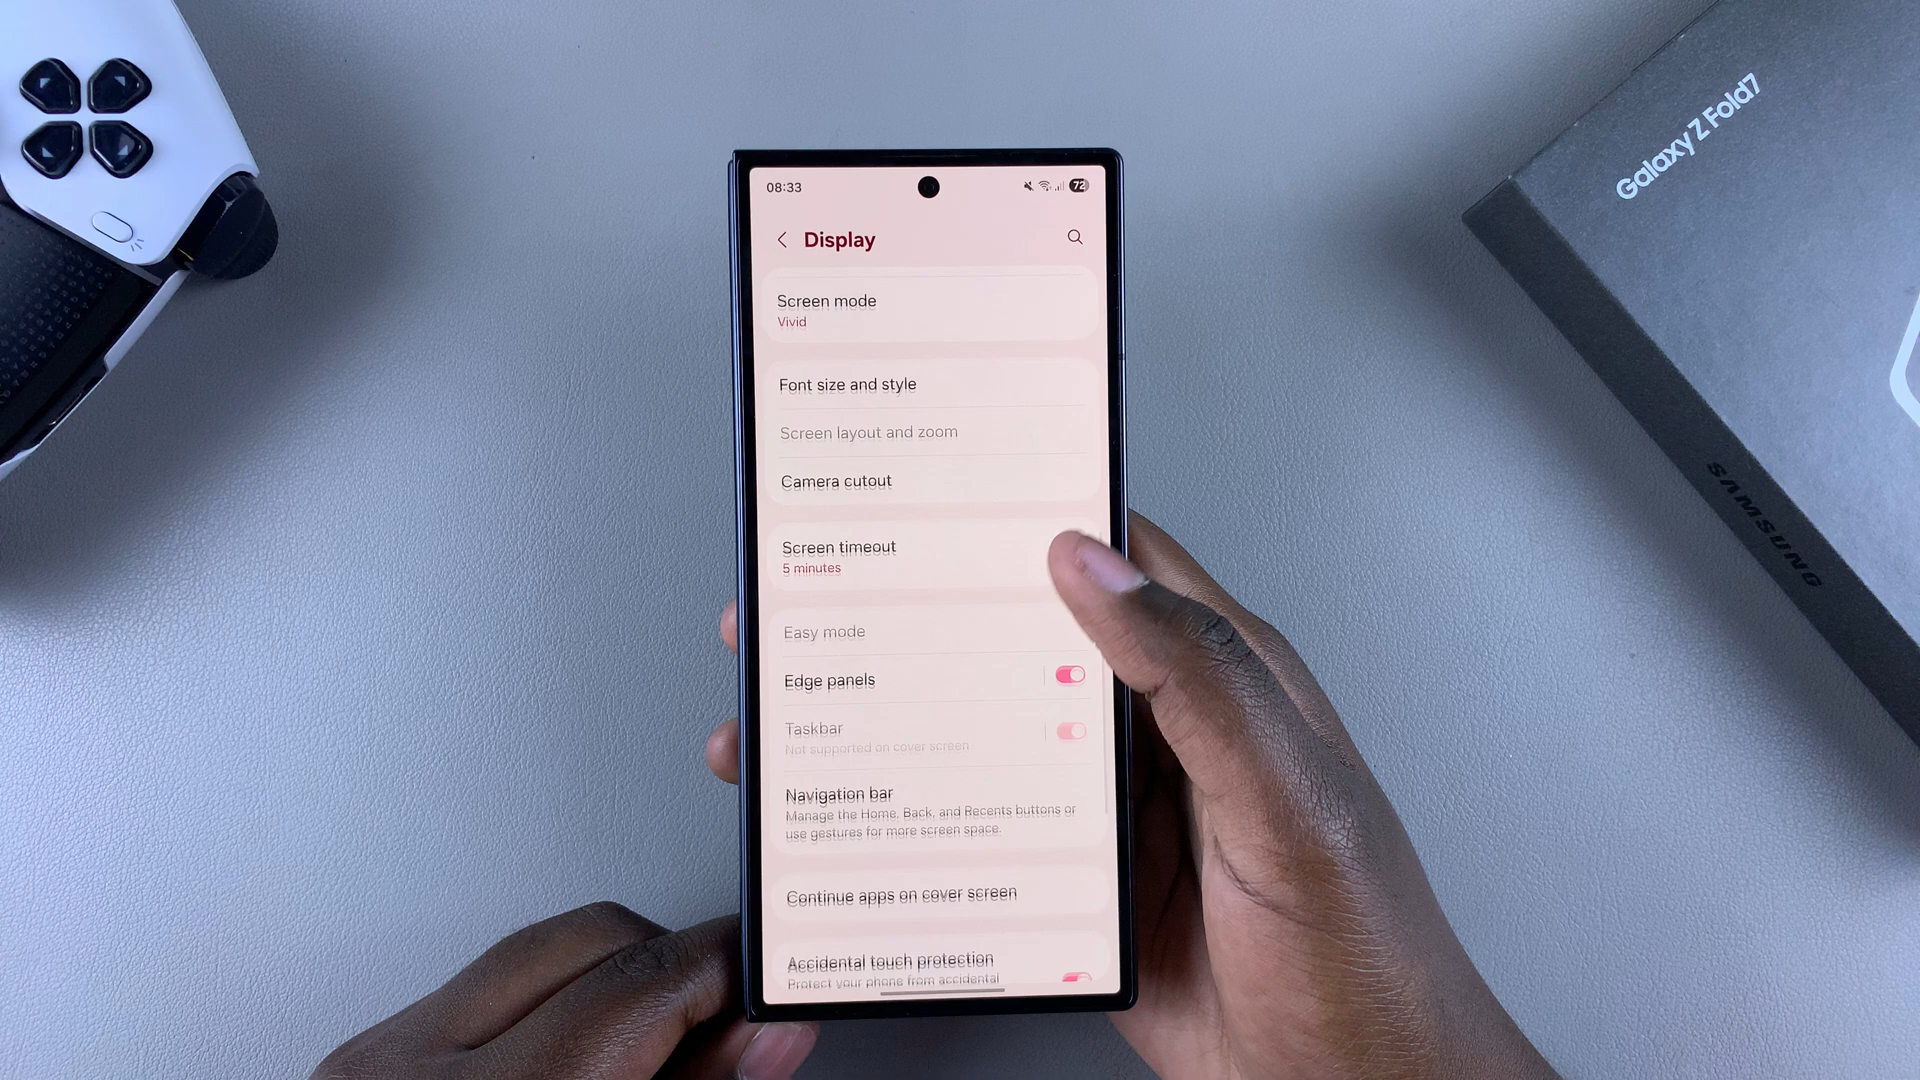 Galaxy Z Fold7
SAMSUNG
08:33
72
Display
Screen mode
Vivid
Font size and style
Screen layout and zoom
Camera cutout
Screen timeout
5 minutes
Easy mode
Edge panels
Taskbar
Not supported on cover screen
Navigation bar
Manage the Home, Back, and Recents buttons or
use gestures for more screen space.
Continue apps on cover screen
Accidental touch protection
Protect your phone from accidental